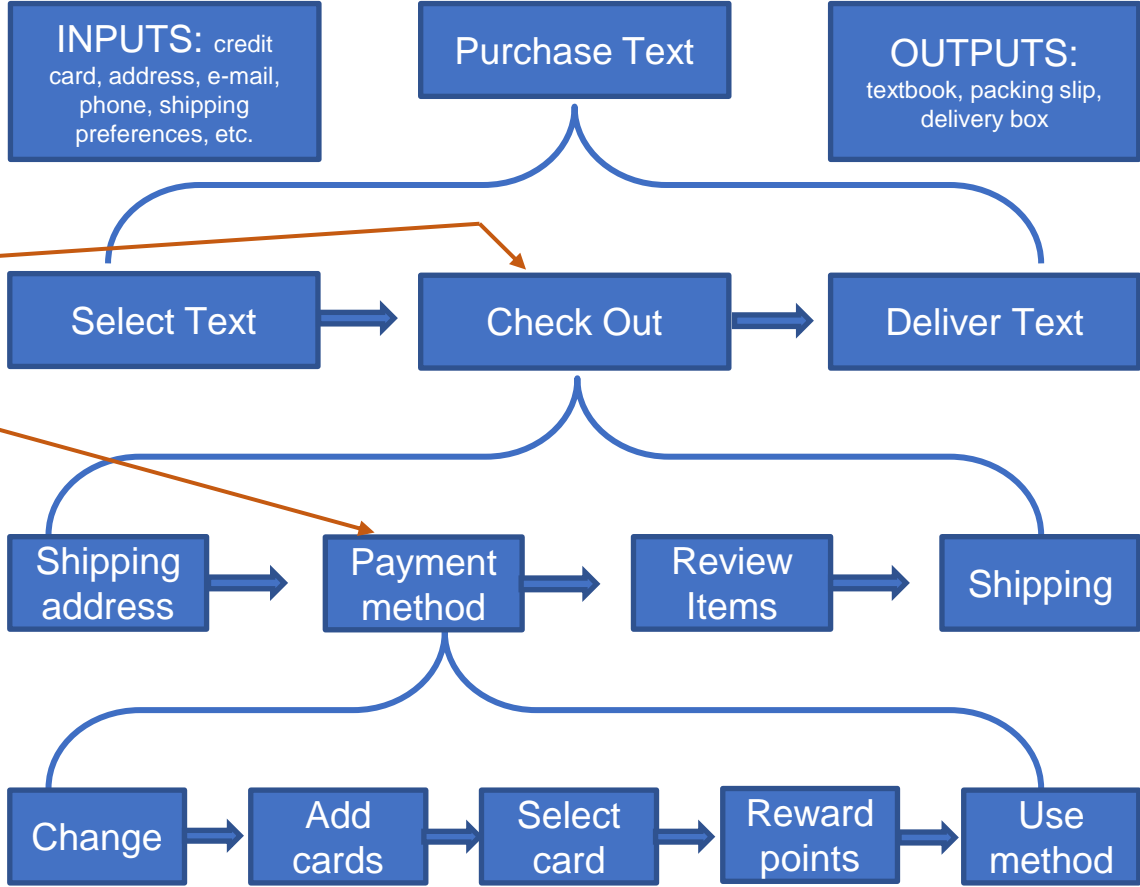 INPUTS: credit
card, address, e-mail,
phone, shipping
preferences, etc.
Purchase Text
OUTPUTS:
textbook, packing slip,
delivery box
Select Text
Check Out
Deliver Text
Shipping
address
Payment
method
Review
Items
Shipping
Change
Add
cards
Select
card
Reward
points
Use
method